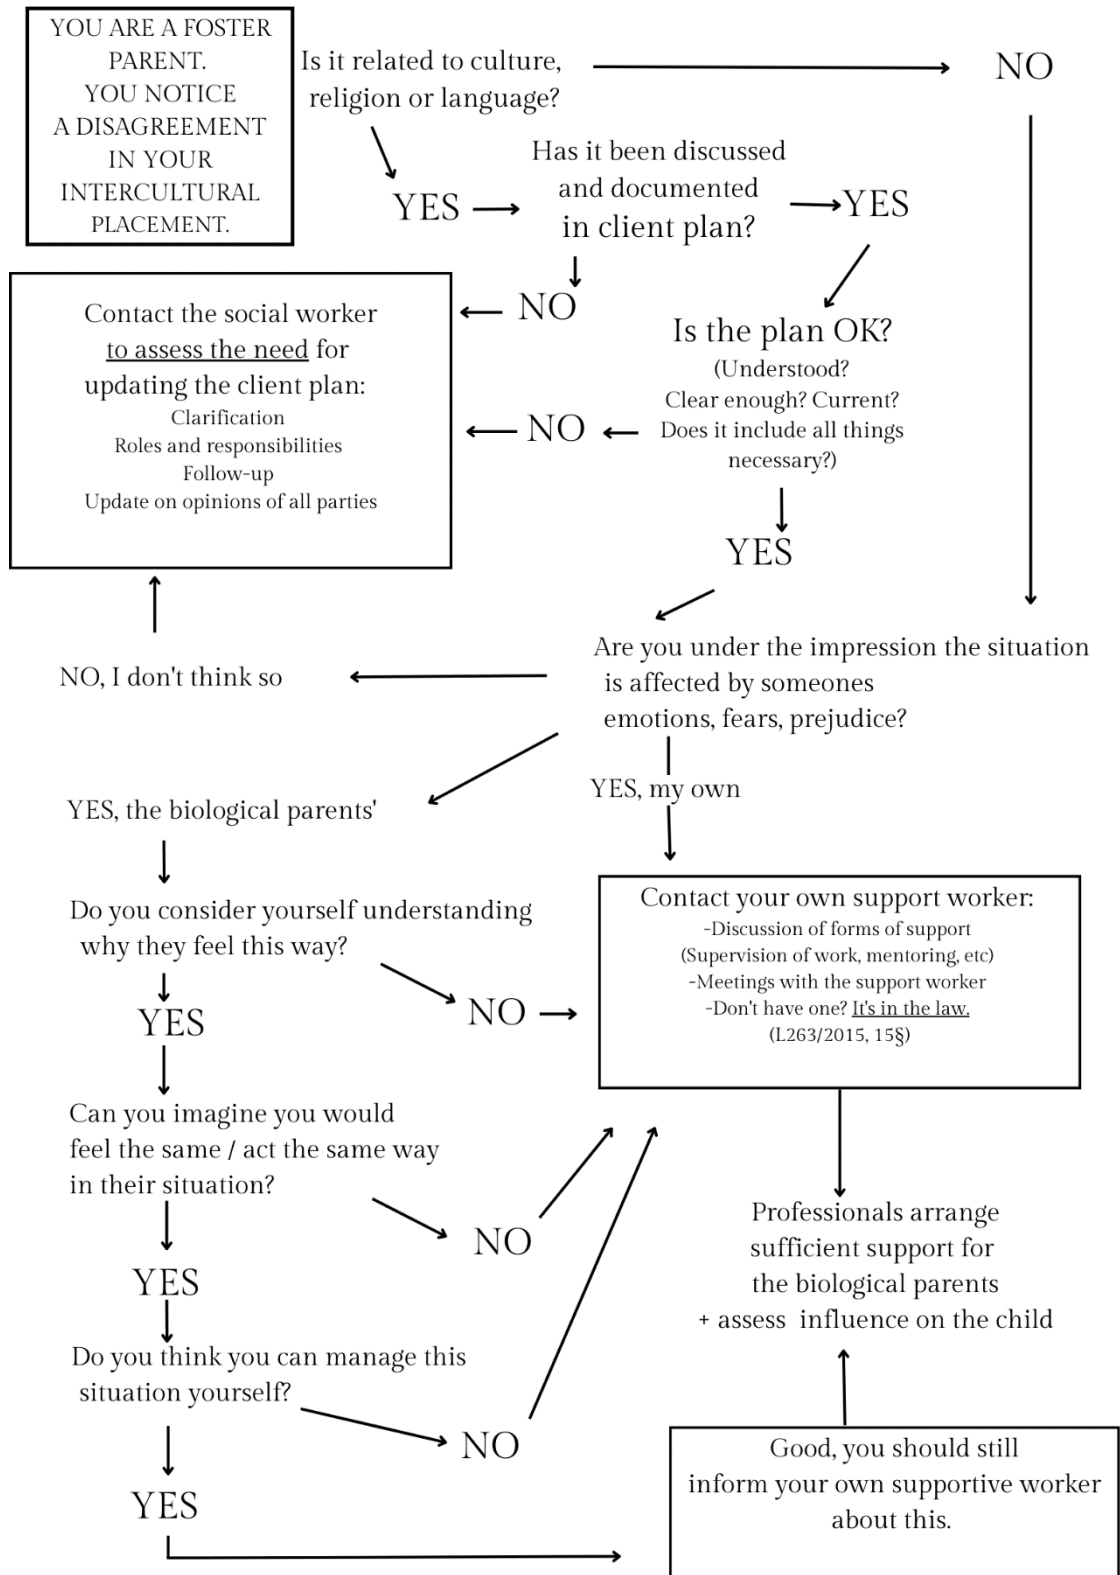 YOU ARE A FOSTER
PARENT.
YOU NOTICE
A DISAGREEMENT
IN YOUR
INTERCULTURAL
PLACEMENT.
Is it related to culture,
religion or language?
NO
YES
Has it been discussed
and documented
in client plan?
YES
NO
Contact the social worker
to assess the need for
updating the client plan:
Clarification
Roles and responsibilities
Follow-up
Update on opinions of all parties
Is the plan OK?
(Understood?
Clear enough? Current?
Does it include all things
necessary?)
NO
YES
Are you under the impression the situation
is affected by someones
emotions, fears, prejudice?
NO, I don't think so
YES, my own
YES, the biological parents'
Do you consider yourself understanding
why they feel this way?
NO
YES
Contact your own support worker:
-Discussion of forms of support
(Supervision of work, mentoring, etc)
-Meetings with the support worker
-Don't have one? It's in the law.
(L263/2015, 15§)
Can you imagine you would
feel the same / act the same way
in their situation?
NO
YES
Professionals arrange
sufficient support for
the biological parents
+ assess influence on the child
Do you think you can manage this
situation yourself?
NO
YES
Good, you should still
inform your own supportive worker
about this.